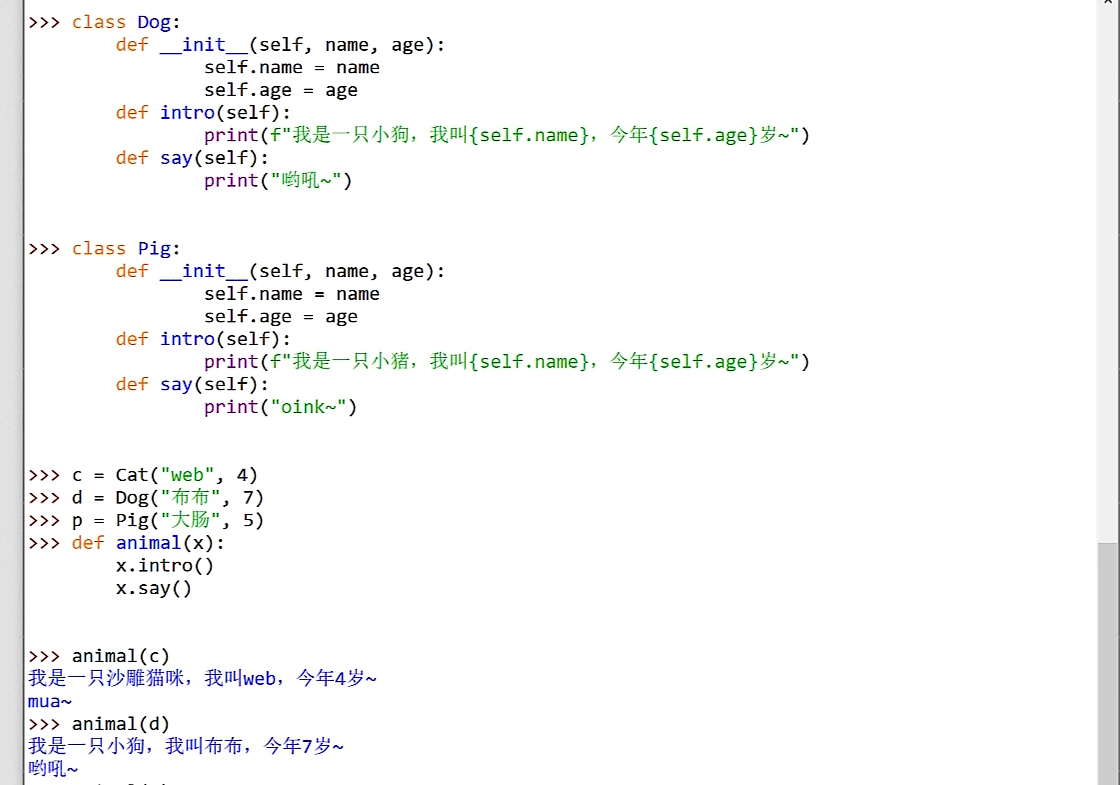 >>> class Dog:
        def __init__(self, name, age):
                self.name = name
                self.age = age
        def intro(self):
                print(f"我是一只小狗，我叫{self.name}，今年{self.age}岁~")
        def say(self):
                print("哟吼~")
>>> class Pig:
        def __init__(self, name, age):
                self.name = name
                self.age = age
        def intro(self):
                print(f"我是一只小猪，我叫{self.name}，今年{self.age}岁~")
        def say(self):
                print("oink~")
>>> c = Cat("web", 4)
>>> d = Dog("布布", 7)
>>> p = Pig("大肠", 5)
>>> def animal(x):
        x.intro()
        x.say()
>>> animal(c)
我是一只沙雕猫咪，我叫web，今年4岁~
mua~
>>> animal(d)
我是一只小狗，我叫布布，今年7岁~
哟吼~